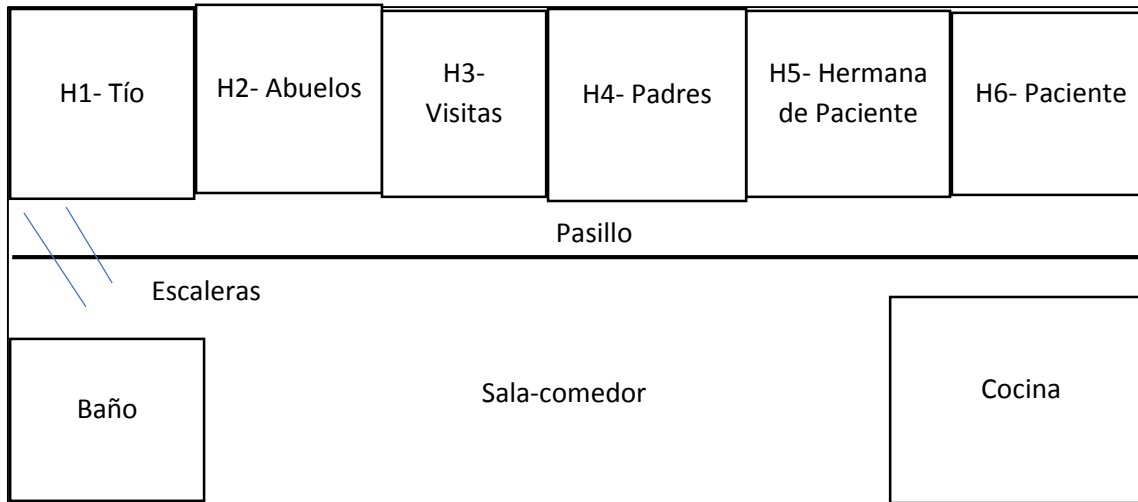 H1- Tío
H2- Abuelos
H3-
Visitas
H4- Padres
H5- Hermana
de Paciente
H6- Paciente
Pasillo
Escaleras
Baño
Sala-comedor
Cocina